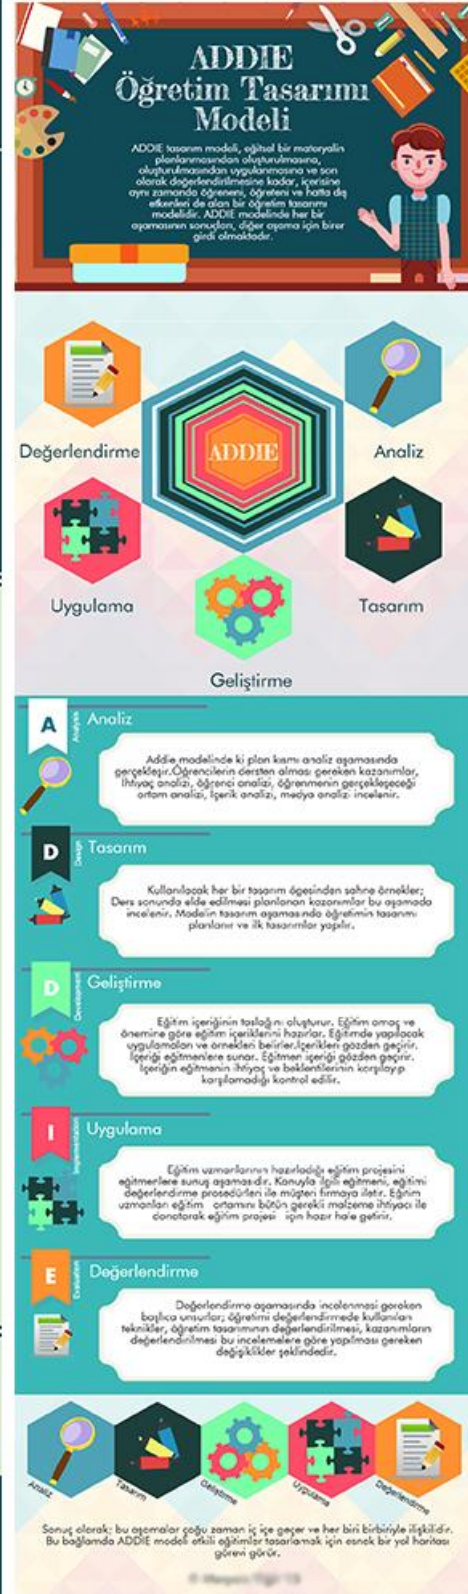 ADDIE
Öğretim Tasarımı
Modeli
ADDIE tasarım modeli, eğitsel bir materyalin
planlanmasından oluşturulmasına,
oluşturulmasından uygulanmasına ve son
olarak değerlendirilmesine kadar, içerisine
aynı zamanda öğreneni, öğreteni ve hatta dış
etkenleri de alan bir öğretim tasarımı
modelidir. ADDIE modelinde her bir
aşamasının sonuçları, diğer aşama için birer
girdi olmaktadır.
ADDIE
Değerlendirme
Analiz
Uygulama
Tasarım
Geliştirme
A
Analysis
Analiz
Addie modelinde ki plan kısmı analiz aşamasında
gerçekleşir.Öğrencilerin dersten alması gereken kazanımlar,
İhtiyaç analizi, öğrenci analizi, öğrenmenin gerçekleşeceği
ortam analizi, İçerik analizi, medya analizi incelenir.
D
Design
Tasarım
Kullanılacak her bir tasarım ögesinden sahne örnekler;
Ders sonunda elde edilmesi planlanan kazanımlar bu aşamada
incelenir. Modelin tasarım aşamasında öğretimin tasarımı
planlanır ve ilk tasarımlar yapılır.
D
Development
Geliştirme
Eğitim içeriğinin taslağını oluşturur. Eğitim amaç ve
önemine göre eğitim içeriklerini hazırlar. Eğitimde yapılacak
uygulamaları ve örnekleri belirler.İçerikleri gözden geçirir.
İçeriği eğitmenlere sunar. Eğitmen içeriği gözden geçirir.
İçeriğin eğitmenin ihtiyaç ve beklentilerinin karşılayıp
karşılamadığı kontrol edilir.
I
Implementation
Uygulama
Eğitim uzmanlarının hazırladığı eğitim projesini
eğitmenlere sunuş aşamasıdır. Konuyla ilgili eğitmeni, eğitimi
değerlendirme prosedürleri ile müşteri firmaya iletir. Eğitim
uzmanları eğitim ortamını bütün gerekli malzeme ihtiyacı ile
donatarak eğitim projesi için hazır hale getirir.
E
Evaluation
Değerlendirme
Değerlendirme aşamasında incelenmesi gereken
başlıca unsurlar; öğretimi değerlendirmede kullanılan
teknikler, öğretim tasarımının değerlendirilmesi, kazanımların
değerlendirilmesi bu incelemelere göre yapılması gereken
değişiklikler şeklindedir.
Analiz
Tasarım
Geliştirme
Uygulama
Değerlendirme
Sonuç olarak; bu aşamalar çoğu zaman iç içe geçer ve her biri birbiriyle ilişkilidir.
Bu bağlamda ADDIE modeli etkili eğitimler tasarlamak için esnek bir yol haritası
görevi görür.